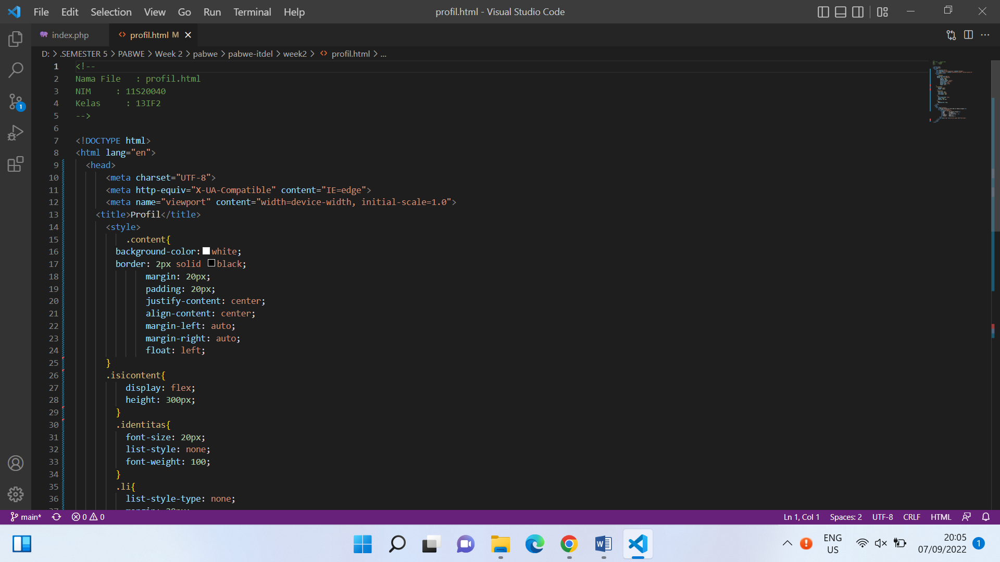 File Edit Selection View Go Run Terminal Help profil.html - Visual Studio Code
index.php profil.html M
D: > .SEMESTER 5 > PABWE > Week 2 > pabwe > pabwe-itdel > week2 > profil.html > ...
1 <!--
2 Nama File : profil.html
3 NIM : 11S20040
4 Kelas : 13IF2
5 -->
6
7 <!DOCTYPE html>
8 <html lang="en">
9 <head>
10 <meta charset="UTF-8">
11 <meta http-equiv="X-UA-Compatible" content="IE=edge">
12 <meta name="viewport" content="width=device-width, initial-scale=1.0">
13 <title>Profil</title>
14 <style>
15 .content{
16 background-color: white;
17 border: 2px solid black;
18 margin: 20px;
19 padding: 20px;
20 justify-content: center;
21 align-content: center;
22 margin-left: auto;
23 margin-right: auto;
24 float: left;
25 }
26 .isicontent{
27 display: flex;
28 height: 300px;
29 }
30 .identitas{
31 font-size: 20px;
32 list-style: none;
33 font-weight: 100;
34 }
35 .li{
36 list-style-type: none;
1
main* 0 0 Ln 1, Col 1 Spaces: 2 UTF-8 CRLF HTML
ENG 20:05
US 07/09/2022 1